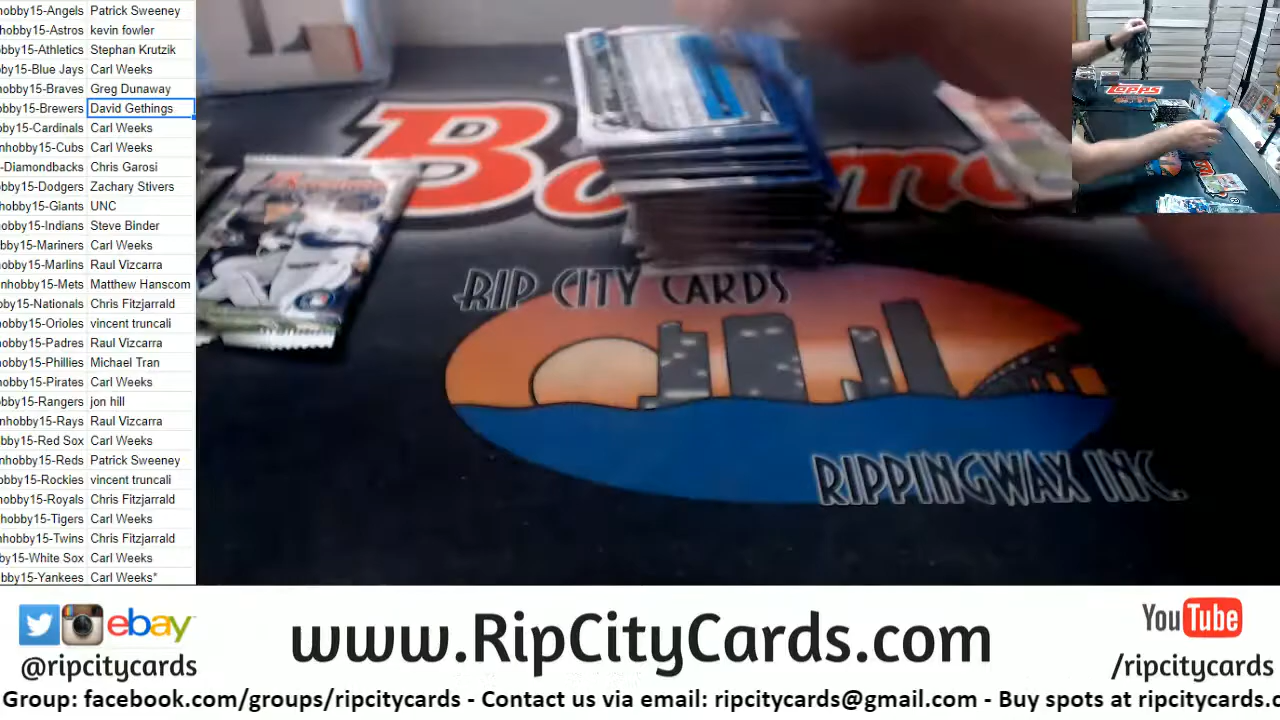 hobby15-Angels Patrick Sweeney
hobby15-Astros kevin fowler
hobby15-Athletics Stephan Krutzik
bby15-Blue Jays Carl Weeks
hobby15-Braves Greg Dunaway
obby15-Brewers David Gethings
by15-Cardinals Carl Weeks
nhobby15-Cubs Carl Weeks
-Diamondbacks Chris Garosi
obby15-Dodgers Zachary Stivers
hobby15-Giants UNC
hobby15-Indians Steve Binder
bby15-Mariners Carl Weeks
hobby15-Marlins Raul Vizcarra
nhobby15-Mets Matthew Hanscom
by15-Nationals Chris Fitzjarrald
obby15-Orioles vincent truncali
obby15-Padres Raul Vizcarra
bby15-Phillies Michael Tran
obby15-Pirates Carl Weeks
bby15-Rangers jon hill
nhobby15-Rays Raul Vizcarra
bby15-Red Sox Carl Weeks
nhobby15-Reds Patrick Sweeney
obby15-Rockies vincent truncali
obby15-Royals Chris Fitzjarrald
hobby15-Tigers Carl Weeks
nhobby15-Twins Chris Fitzjarrald
by15-White Sox Carl Weeks
bby15-Yankees Carl Weeks*
Topps
RIP CITY CARDS
RIPPINGWAX INC.
ebay
@ripcitycards
www.RipCityCards.com
YouTube
/ripcitycards
Group: facebook.com/groups/ripcitycards - Contact us via email: ripcitycards@gmail.com - Buy spots at ripcitycards.c